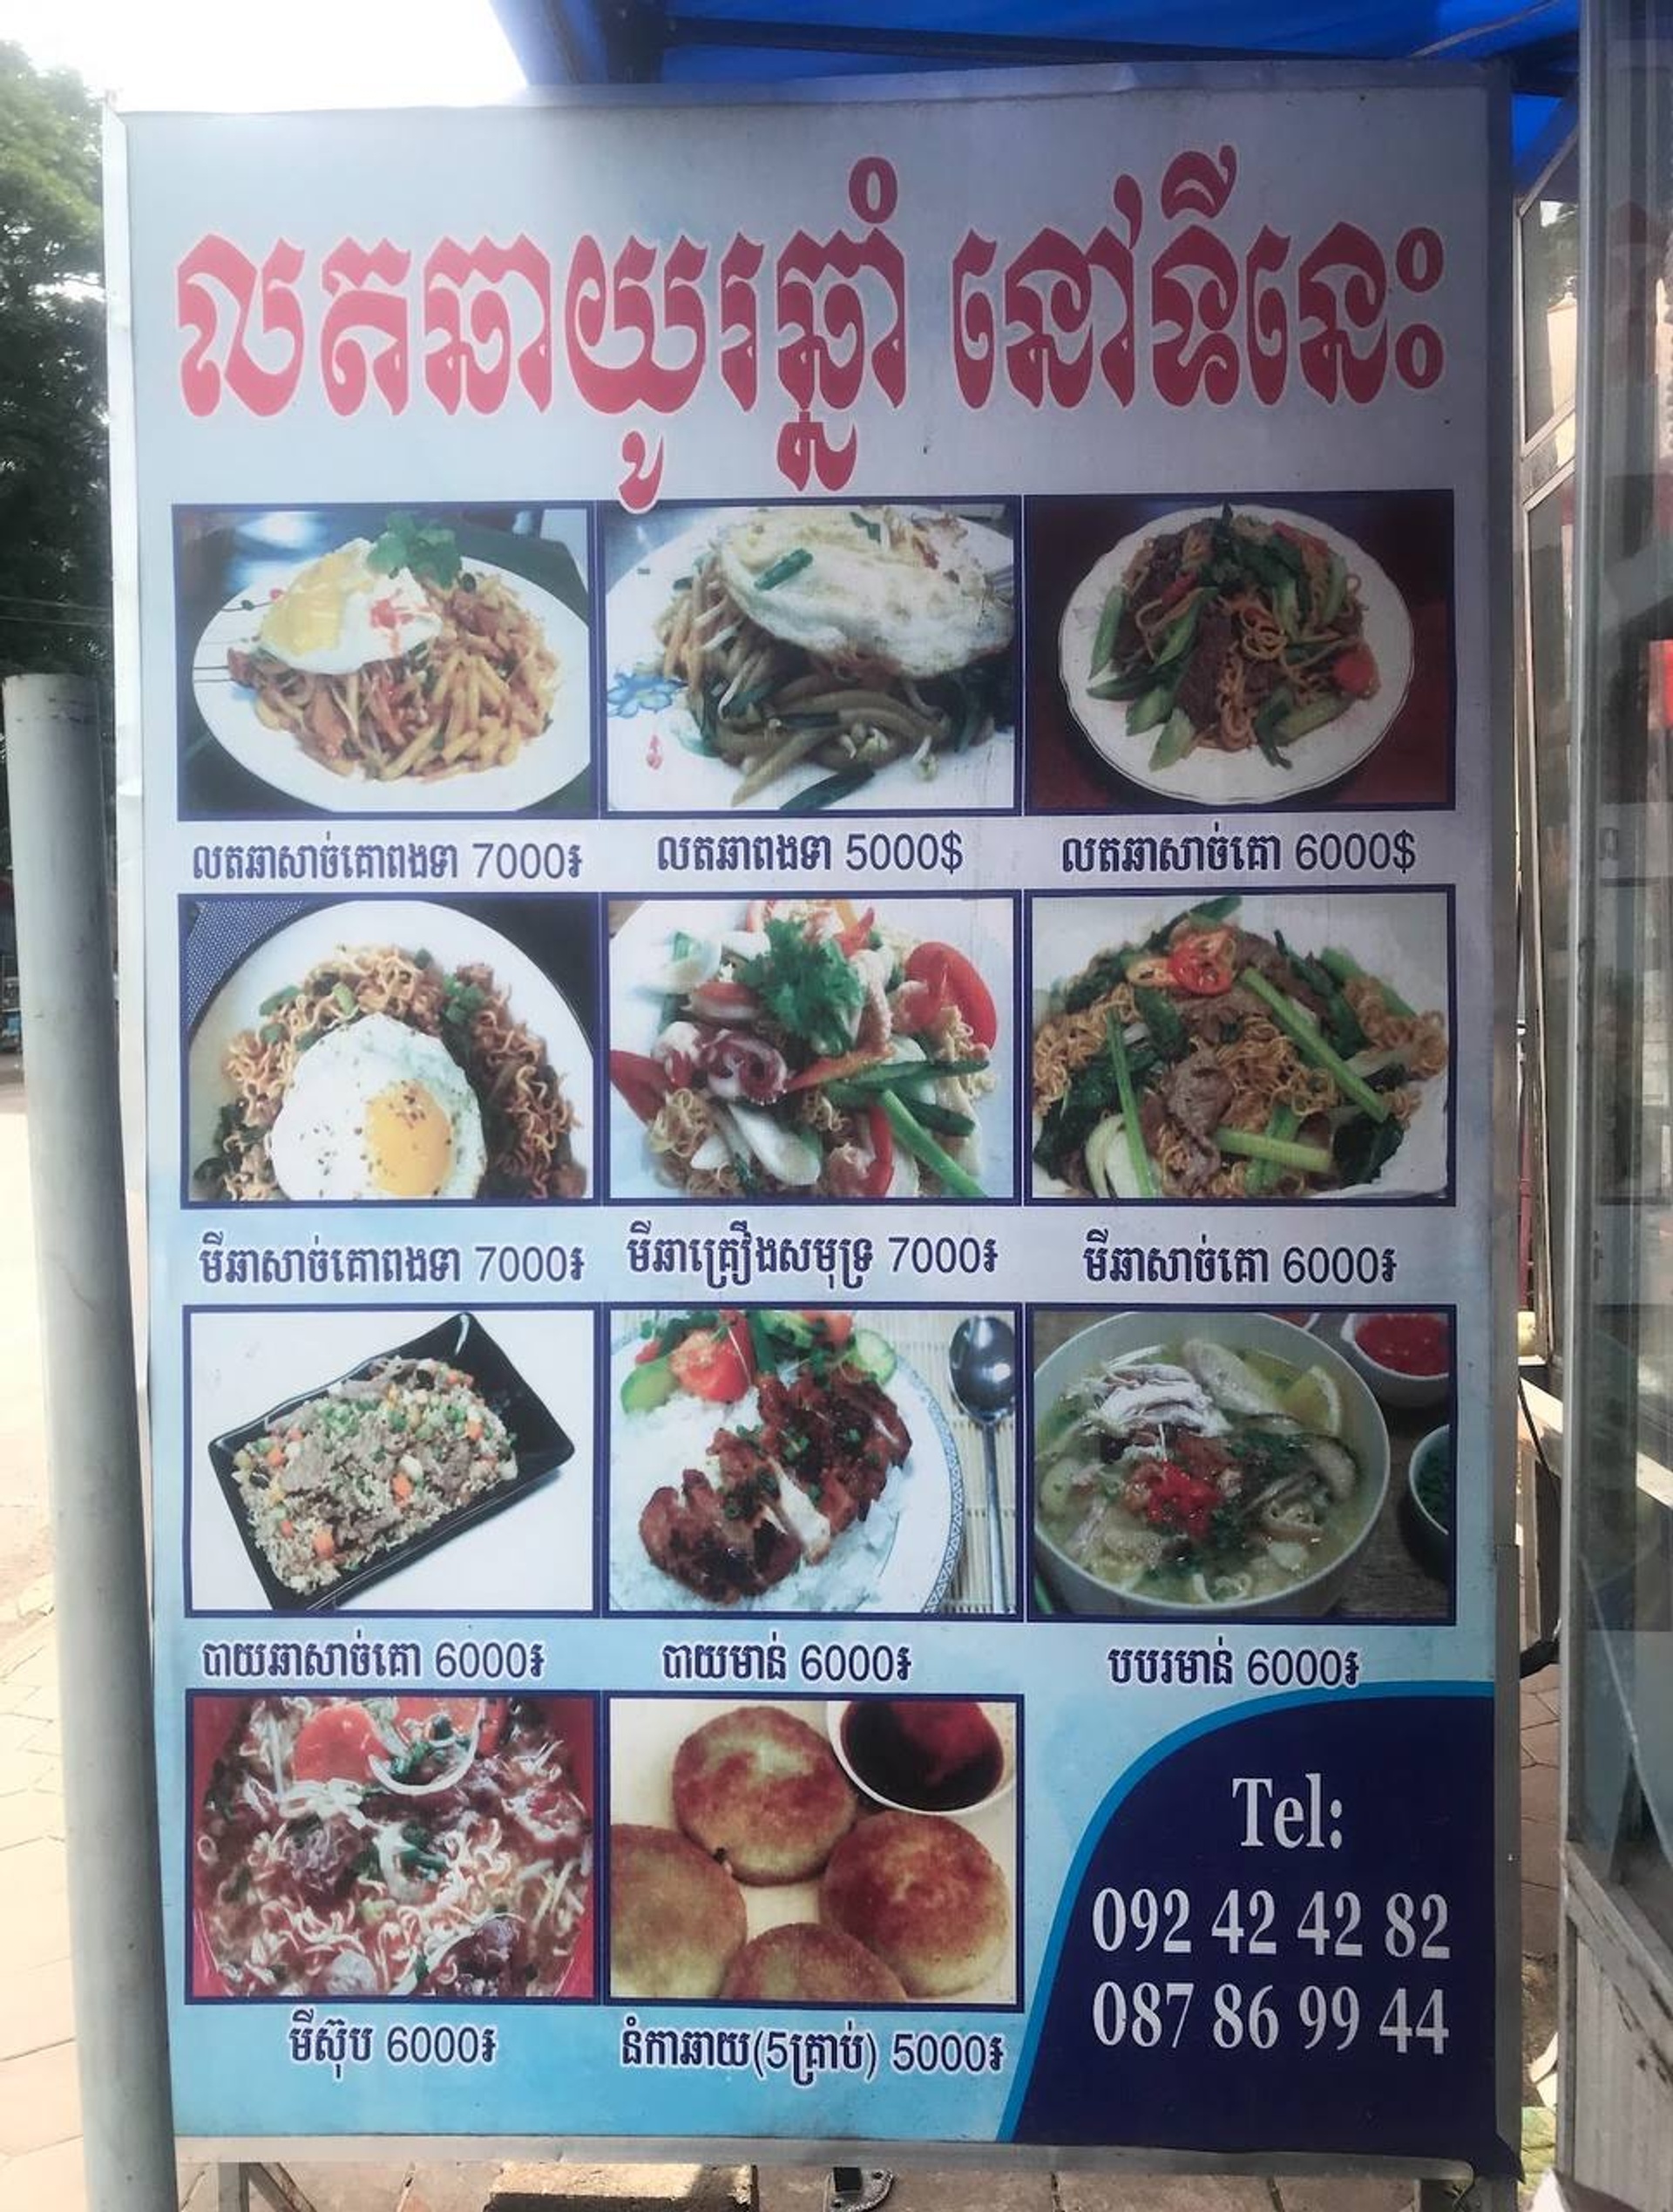 លតឆាយូរឆ្នាំ នៅទីនេះ
លតឆាសាច់គោពងទា 7000៛
លតឆាពងទា 5000$
លតឆាសាច់គោ 6000$
មីឆាសាច់គោពងទា 7000៛
មីឆាគ្រឿងសមុទ្រ 7000៛
មីឆាសាច់គោ 6000៛
បាយឆាសាច់គោ 6000៛
បាយមាន់ 6000៛
បបរមាន់ 6000៛
មីស៊ុប 6000៛
នំកាឆាយ(5គ្រាប់) 5000៛
Tel:
092 42 42 82
087 86 99 44